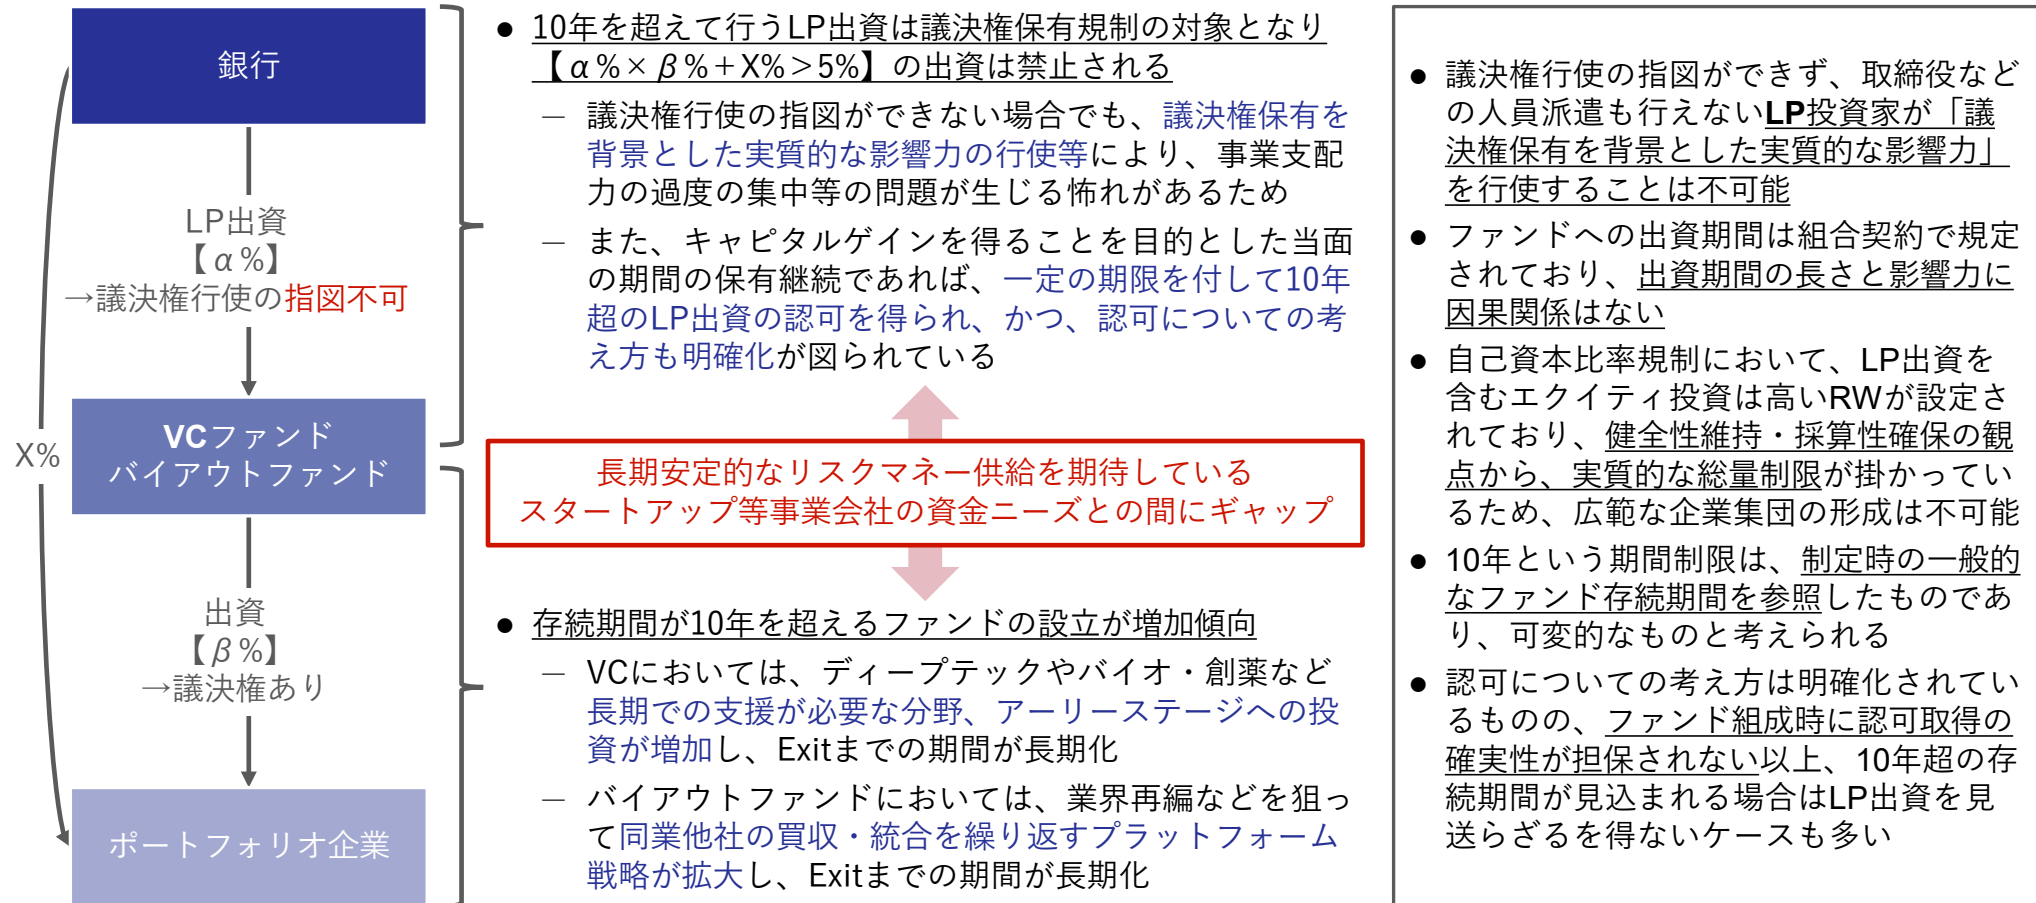 銀行
LP出資
【α%】
→議決権行使の指図不可
X%
VCファンド
バイアウトファンド
出資
【β%】
→議決権あり
ポートフォリオ企業
● 10年を超えて行うLP出資は議決権保有規制の対象となり
【α%×β%+X%>5%】の出資は禁止される
― 議決権行使の指図ができない場合でも、議決権保有を
背景とした実質的な影響力の行使等により、事業支配
力の過度の集中等の問題が生じる怖れがあるため
― また、キャピタルゲインを得ることを目的とした当面
の期間の保有継続であれば、一定の期限を付して10年
超のLP出資の認可を得られ、かつ、認可についての考
え方も明確化が図られている
長期安定的なリスクマネー供給を期待している
スタートアップ等事業会社の資金ニーズとの間にギャップ
● 存続期間が10年を超えるファンドの設立が増加傾向
― VCにおいては、ディープテックやバイオ・創薬など
長期での支援が必要な分野、アーリーステージへの投
資が増加し、Exitまでの期間が長期化
― バイアウトファンドにおいては、業界再編などを狙っ
て同業他社の買収・統合を繰り返すプラットフォーム
戦略が拡大し、Exitまでの期間が長期化
● 議決権行使の指図ができず、取締役など
の人員派遣も行えないLP投資家が「議
決権保有を背景とした実質的な影響力」
を行使することは不可能
● ファンドへの出資期間は組合契約で規定
されており、出資期間の長さと影響力に
因果関係はない
● 自己資本比率規制において、LP出資を
含むエクイティ投資は高いRWが設定さ
れており、健全性維持・採算性確保の観
点から、実質的な総量制限が掛かってい
るため、広範な企業集団の形成は不可能
● 10年という期間制限は、制定時の一般的
なファンド存続期間を参照したものであ
り、可変的なものと考えられる
● 認可についての考え方は明確化されてい
るものの、ファンド組成時に認可取得の
確実性が担保されない以上、10年超の存
続期間が見込まれる場合はLP出資を見
送らざるを得ないケースも多い